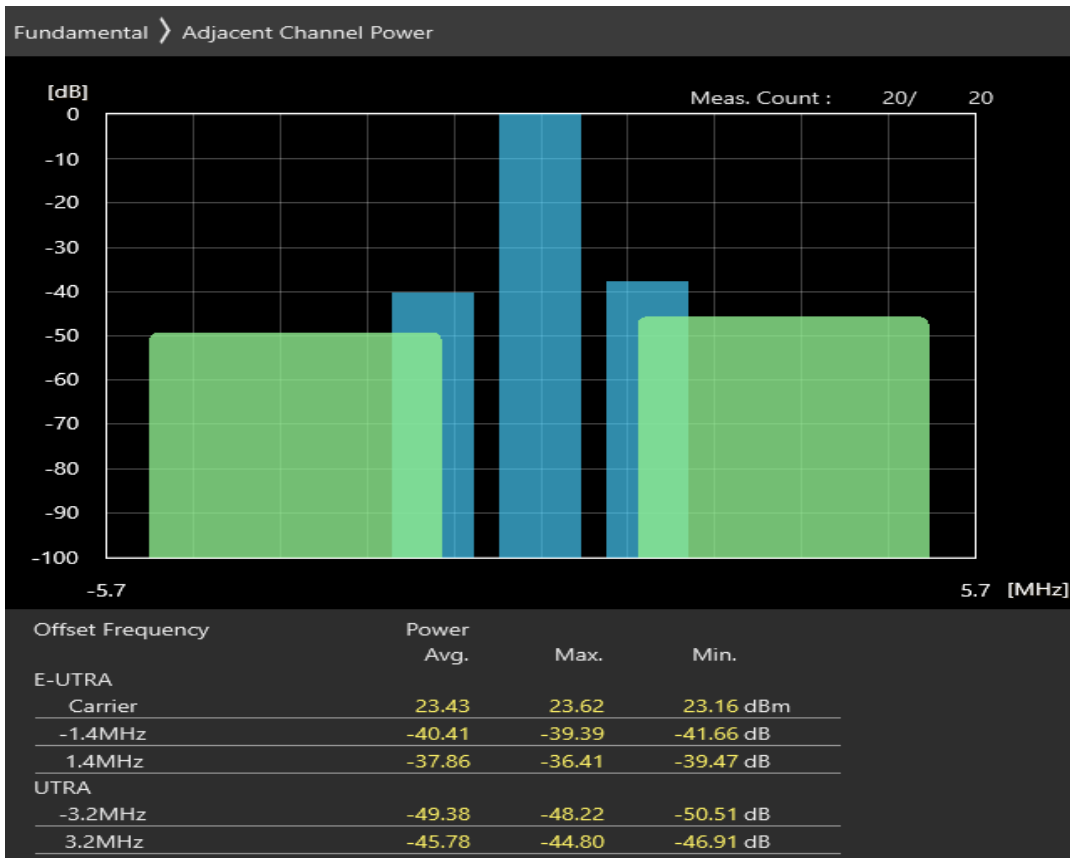 Fundamental 〉 Adjacent Channel Power
[dB]
Meas. Count : 20/ 20
0
-10
-20
-30
-40
-50
-60
-70
-80
-90
-100
-5.7 5.7 [MHz]
Offset Frequency Power
Avg. Max. Min.
E-UTRA
Carrier 23.43 23.62 23.16 dBm
-1.4MHz -40.41 -39.39 -41.66 dB
1.4MHz -37.86 -36.41 -39.47 dB
UTRA
-3.2MHz -49.38 -48.22 -50.51 dB
3.2MHz -45.78 -44.80 -46.91 dB